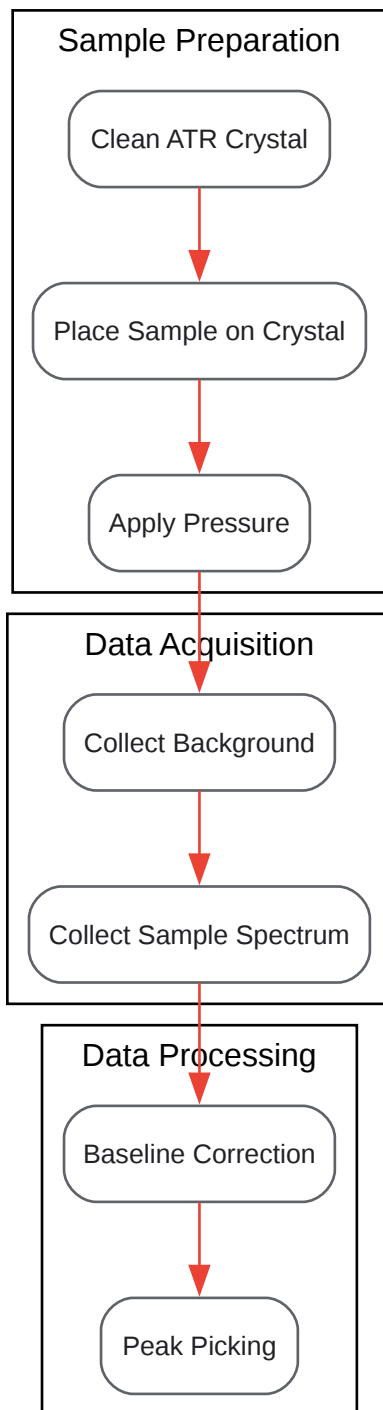 Sample Preparation
Clean ATR Crystal
Place Sample on Crystal
Apply Pressure
Data Acquisition
Collect Background
Collect Sample Spectrum
Data Processing
Baseline Correction
Peak Picking